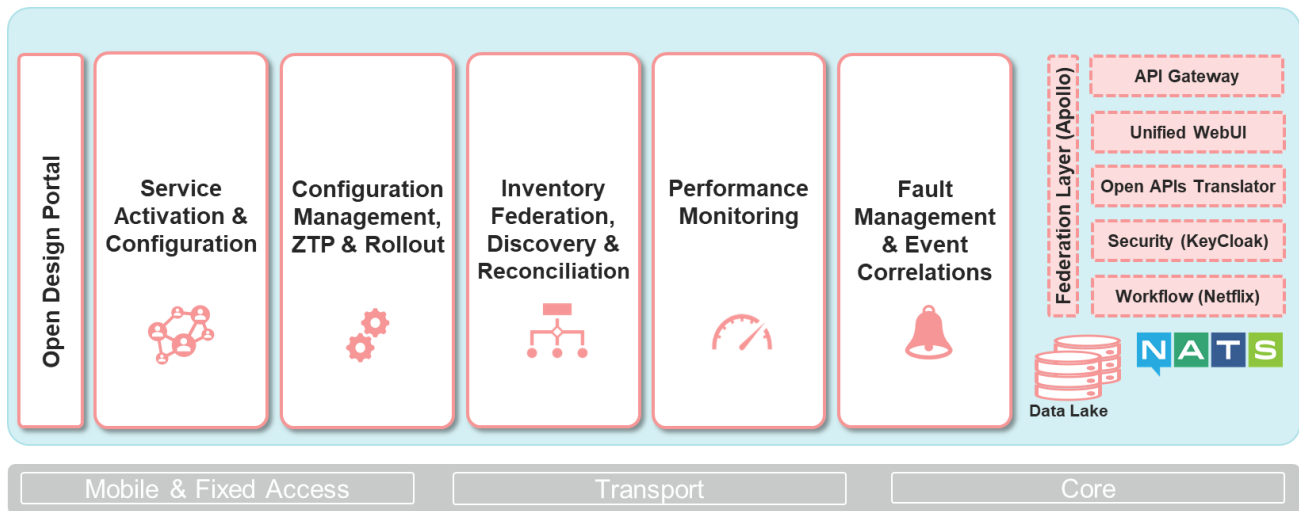 Open Design Portal
Service
Activation &
Configuration
Configuration
Management,
ZTP & Rollout
Inventory
Federation,
Discovery &
Reconciliation
Performance
Monitoring
Fault
Management
& Event
Correlations
Federation Layer (Apollo)
API Gateway
Unified WebUI
Open APIs Translator
Security (KeyCloak)
Workflow (Netflix)
Data Lake
NATS
Mobile & Fixed Access
Transport
Core